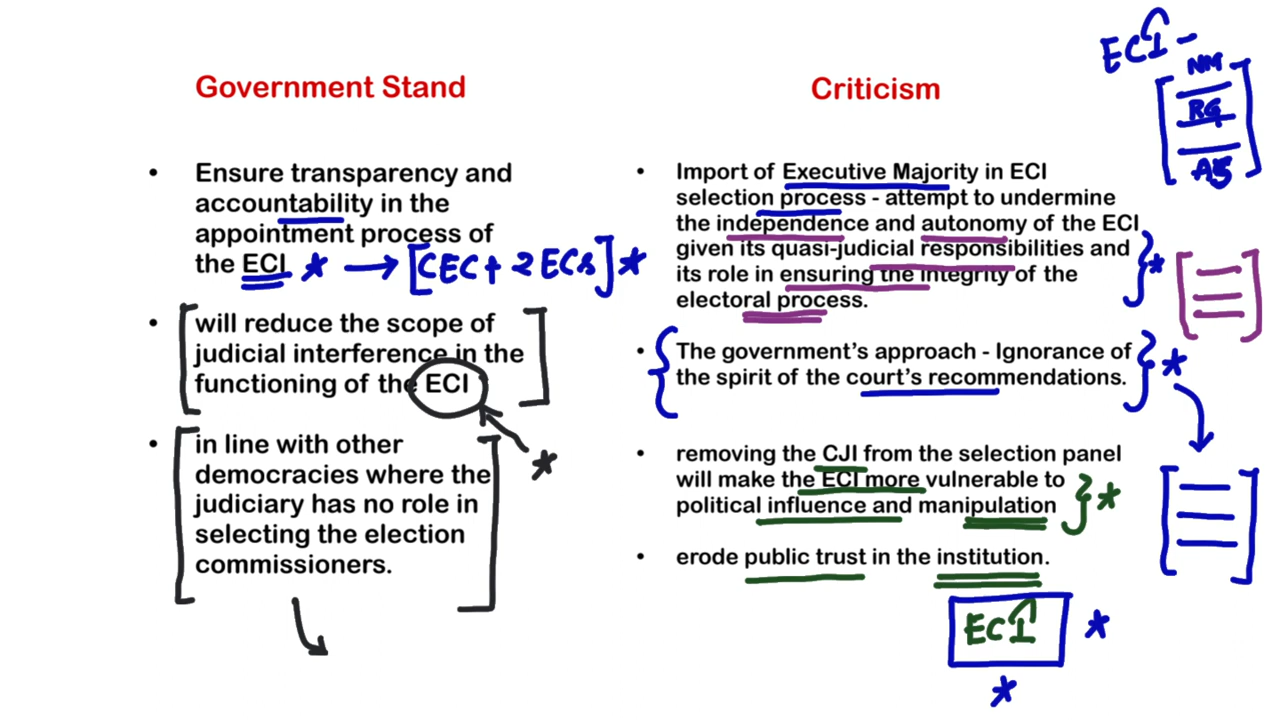 Government Stand
• Ensure transparency and
accountability in the
appointment process of
the ECI * → [CEC + 2 ECs] *
• will reduce the scope of
judicial interference in the
functioning of the ECI
*
• in line with other
democracies where the
judiciary has no role in
selecting the election
commissioners.
Criticism
• Import of Executive Majority in ECI
selection process - attempt to undermine
the independence and autonomy of the ECI
given its quasi-judicial responsibilities and
its role in ensuring the integrity of the
electoral process.
*
• The government’s approach - Ignorance of
the spirit of the court’s recommendations.
*
• removing the CJI from the selection panel
will make the ECI more vulnerable to
political influence and manipulation
*
• erode public trust in the institution.
ECI *
*
ECI -
NM
RG